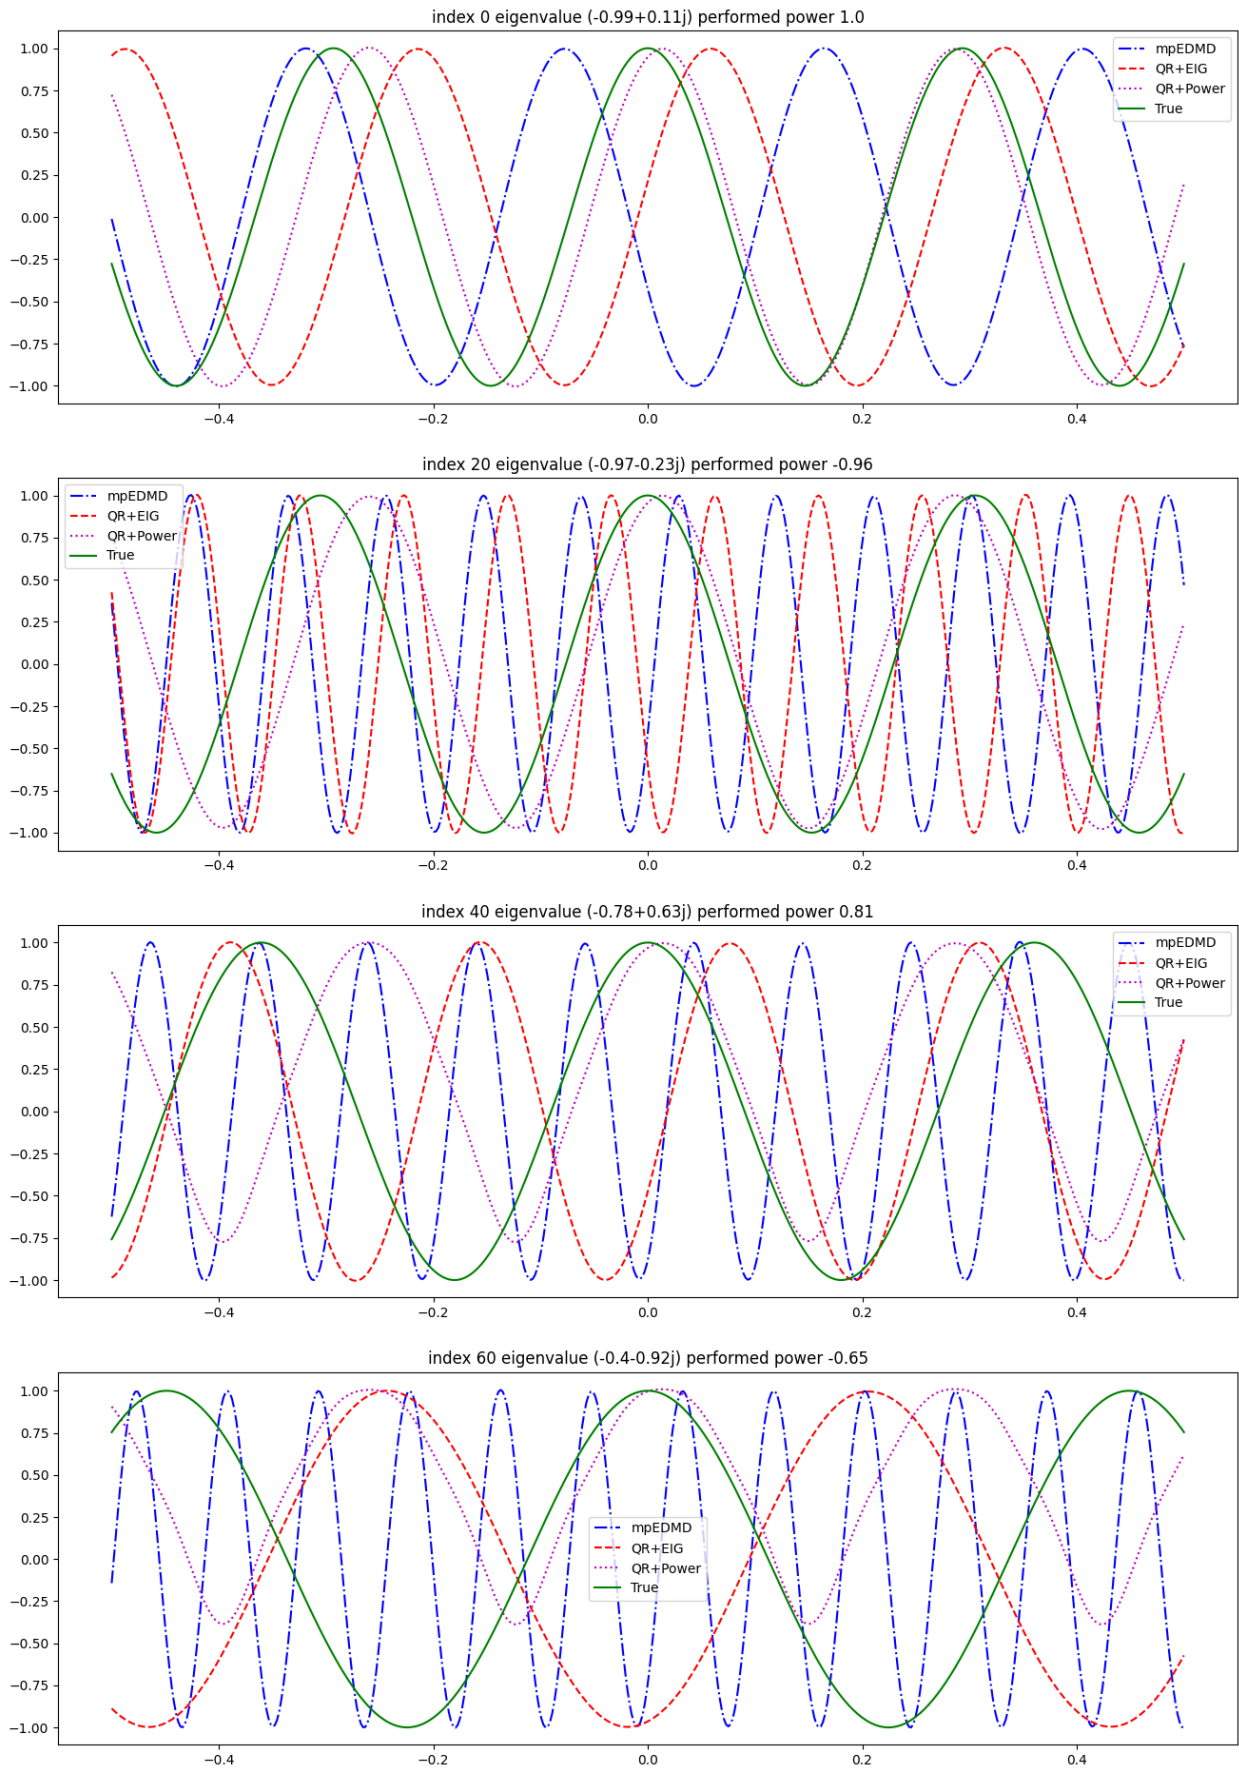 index 0 eigenvalue (-0.99+0.11j) performed power 1.0
1.00
0.75
0.50
0.25
0.00
−0.25
−0.50
−0.75
−1.00
mpEDMD
QR+EIG
QR+Power
True
−0.4
−0.2
0.0
0.2
0.4
index 20 eigenvalue (-0.97-0.23j) performed power -0.96
1.00
0.75
0.50
0.25
0.00
−0.25
−0.50
−0.75
−1.00
mpEDMD
QR+EIG
QR+Power
True
−0.4
−0.2
0.0
0.2
0.4
index 40 eigenvalue (-0.78+0.63j) performed power 0.81
1.00
0.75
0.50
0.25
0.00
−0.25
−0.50
−0.75
−1.00
mpEDMD
QR+EIG
QR+Power
True
−0.4
−0.2
0.0
0.2
0.4
index 60 eigenvalue (-0.4-0.92j) performed power -0.65
1.00
0.75
0.50
0.25
0.00
−0.25
−0.50
−0.75
−1.00
mpEDMD
QR+EIG
QR+Power
True
−0.4
−0.2
0.0
0.2
0.4